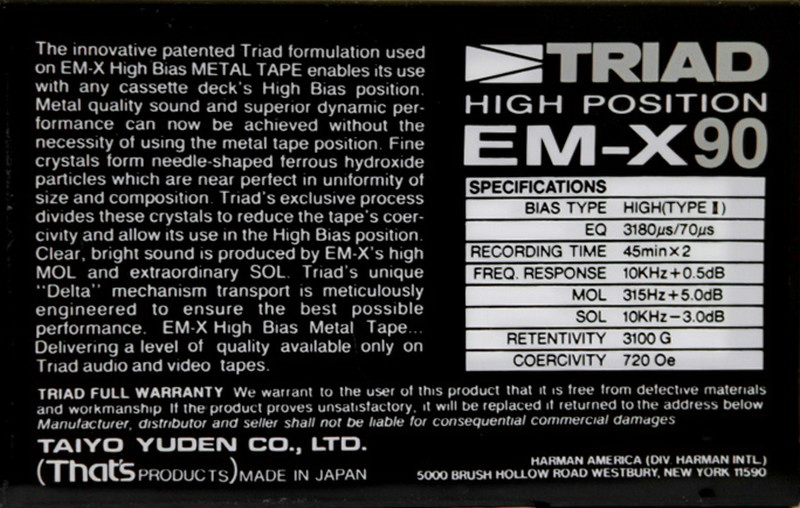 The innovative patented Triad formulation used
on EM-X High Bias METAL TAPE enables its use
with any cassette deck's High Bias position.
Metal quality sound and superior dynamic per-
formance can now be achieved without the
necessity of using the metal tape position. Fine
crystals form needle-shaped ferrous hydroxide
particles which are near perfect in uniformity of
size and composition. Triad's exclusive process
divides these crystals to reduce the tape's coer-
civity and allow its use in the High Bias position.
Clear, bright sound is produced by EM-X's high
MOL and extraordinary SOL. Triad's unique
"Delta" mechanism transport is meticulously
engineered to ensure the best possible
performance. EM-X High Bias Metal Tape...
Delivering a level of quality available only on
Triad audio and video tapes.
TRIAD
HIGH POSITION
EM-X90
SPECIFICATIONS
BIAS TYPE HIGH(TYPE II)
EQ 3180µs/70µs
RECORDING TIME 45min×2
FREQ. RESPONSE 10KHz+0.5dB
MOL 315Hz+5.0dB
SOL 10KHz−3.0dB
RETENTIVITY 3100 G
COERCIVITY 720 Oe
TRIAD FULL WARRANTY We warrant to the user of this product that it is free from defective materials
and workmanship If the product proves unsatisfactory, it will be replaced if returned to the address below
Manufacturer, distributor and seller shall not be liable for consequential commercial damages
TAIYO YUDEN CO., LTD.
(That's PRODUCTS) MADE IN JAPAN
HARMAN AMERICA (DIV. HARMAN INTL.)
5000 BRUSH HOLLOW ROAD WESTBURY, NEW YORK 11590